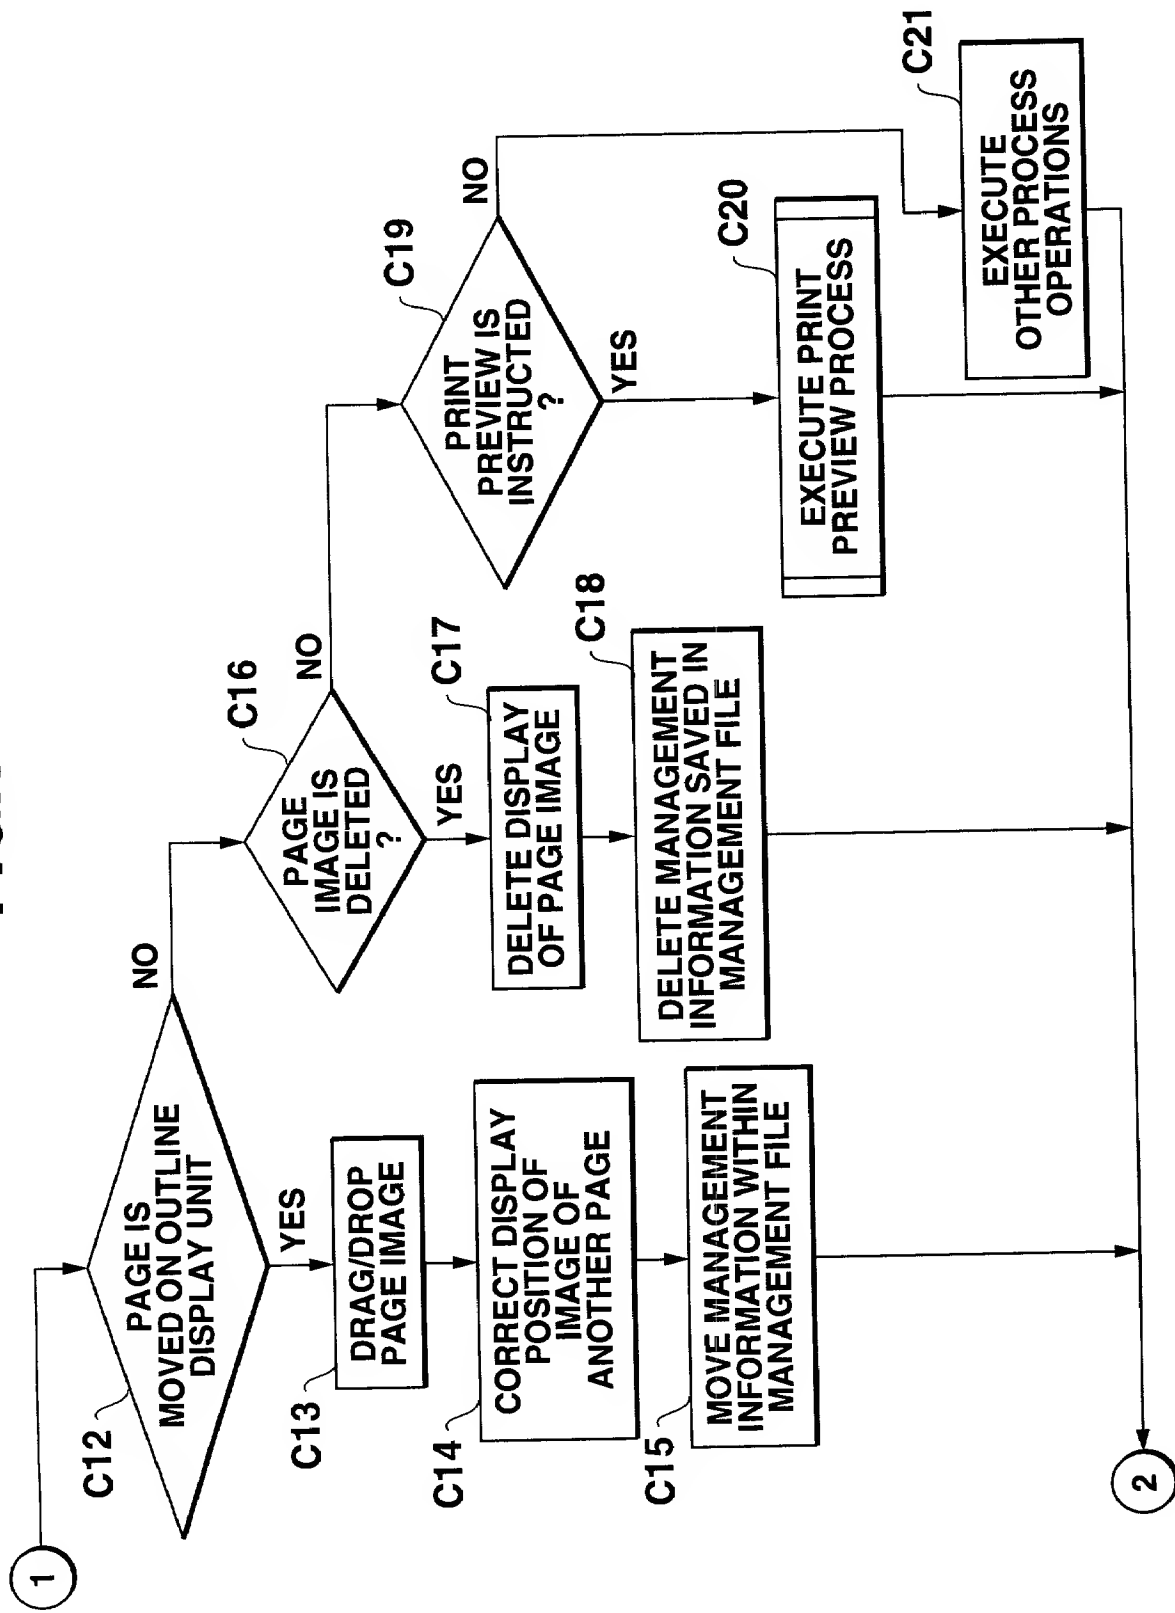 1
C12
PAGE IS
MOVED ON OUTLINE
DISPLAY UNIT
NO
YES
C13
DRAG/DROP
PAGE IMAGE
C14
CORRECT DISPLAY
POSITION OF
IMAGE OF
ANOTHER PAGE
C15
MOVE MANAGEMENT
INFORMATION WITHIN
MANAGEMENT FILE
C16
PAGE
IMAGE IS
DELETED
?
NO
YES
C17
DELETE DISPLAY
OF PAGE IMAGE
C18
DELETE MANAGEMENT
INFORMATION SAVED IN
MANAGEMENT FILE
C19
PRINT
PREVIEW IS
INSTRUCTED
?
NO
YES
C20
EXECUTE PRINT
PREVIEW PROCESS
C21
EXECUTE
OTHER PROCESS
OPERATIONS
2